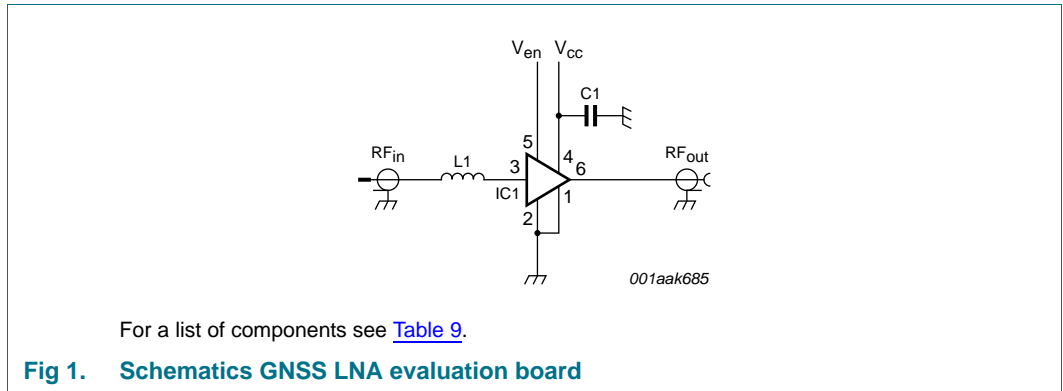 Ven Vcc
C1
5
4
RFin
L1
3
6
RFout
IC1
1
2
001aak685
For a list of components see Table 9.
Fig 1. Schematics GNSS LNA evaluation board